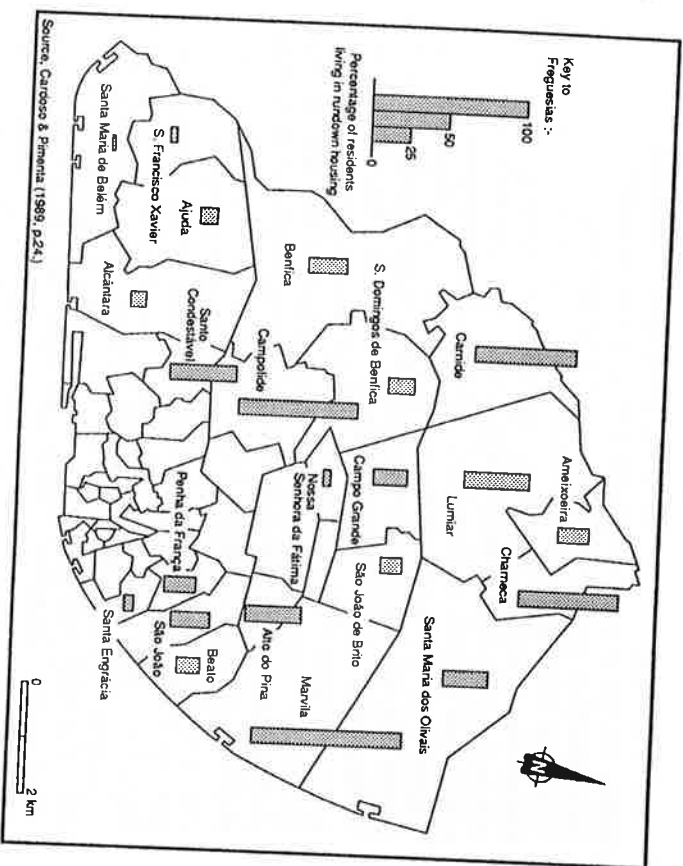 Key to
Freguesias :-
100
50
25
0
Percentage of residents
living in rundown housing
Carnide
Ameixoeira
Lumiar
Charneca
Benfica
S. Domingos de Benfica
Campo Grande
São João de Brito
Santa Maria dos Olivais
Campolide
Nossa
Senhora da Fátima
Alto do Pina
Marvila
Ajuda
S. Francisco Xavier
Santa Maria de Belém
Alcântara
Santo
Condestável
Penha da França
São João
Beato
Santa Engrácia
N
0
2 km
Source, Cardoso & Pimenta (1989, p.24.)